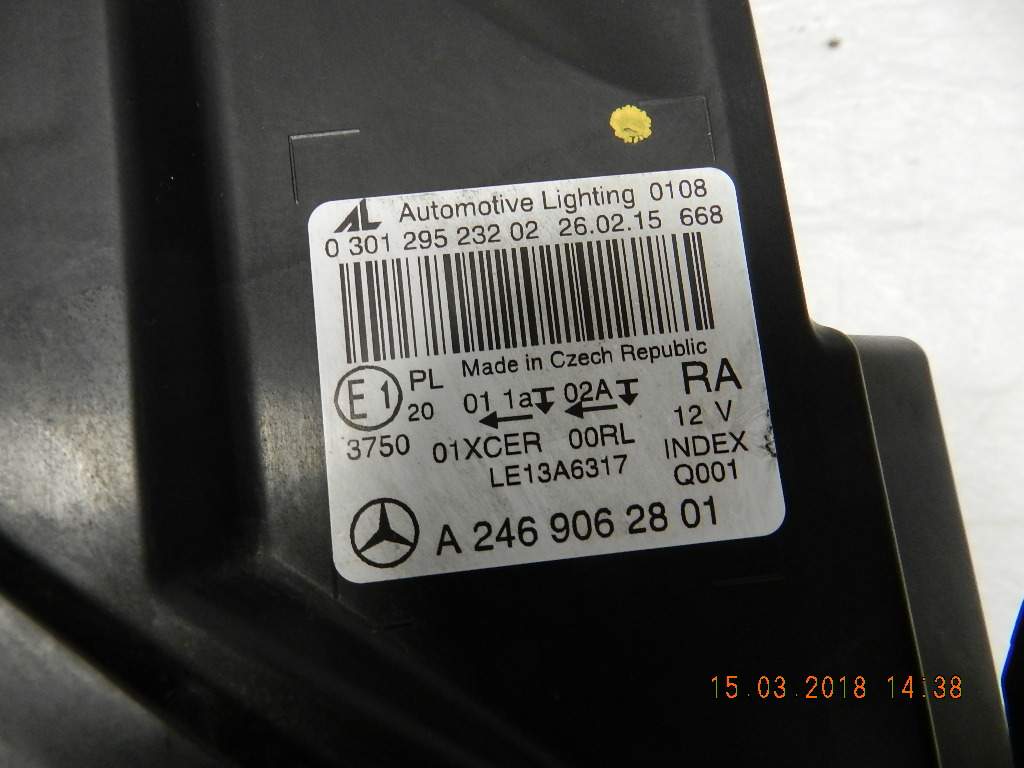 AL Automotive Lighting 0108
0 301 295 232 02 26.02.15 668
Made in Czech Republic
E1 PL 20 01 1a 02A RA
3750 01XCER 00RL 12 V
LE13A6317 INDEX
Q001
A 246 906 28 01
15.03.2018 14:38